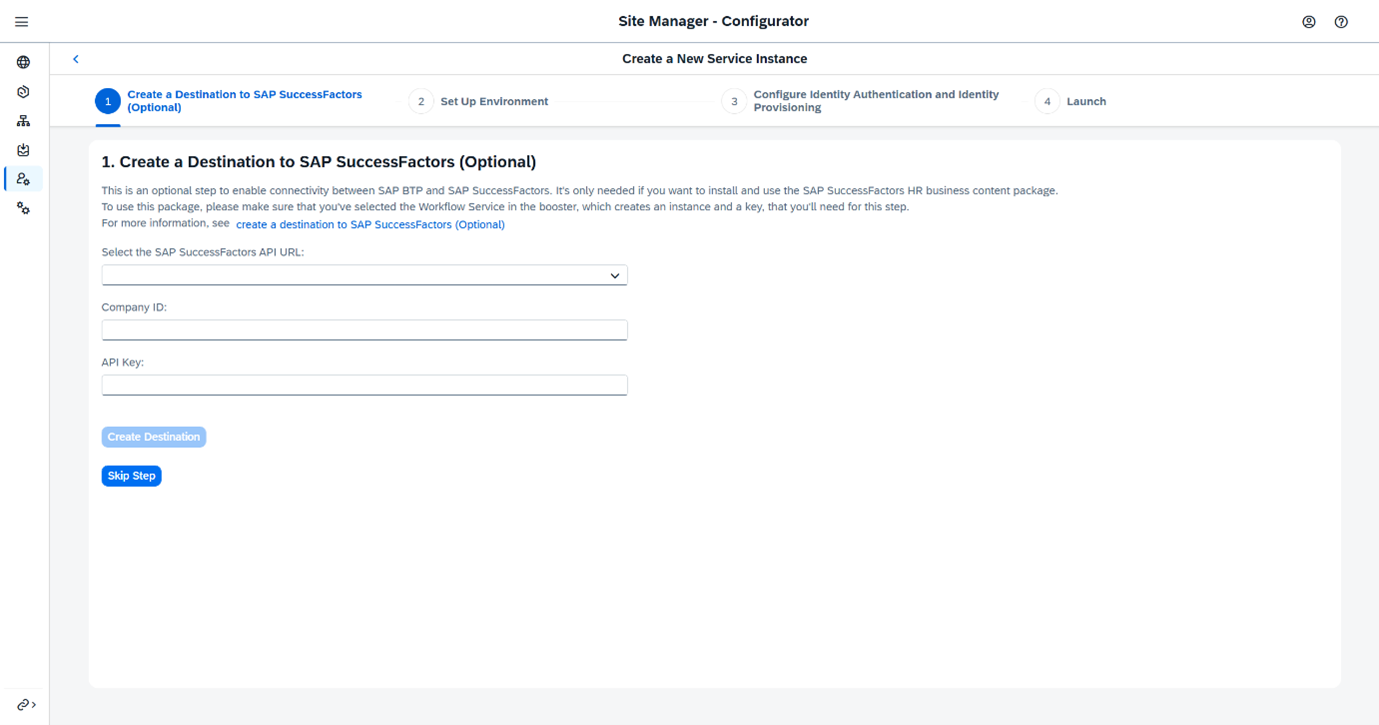 Site Manager - Configurator
Create a New Service Instance
1 Create a Destination to SAP SuccessFactors
(Optional)
2 Set Up Environment
3 Configure Identity Authentication and Identity
Provisioning
4 Launch
1. Create a Destination to SAP SuccessFactors (Optional)
This is an optional step to enable connectivity between SAP BTP and SAP SuccessFactors. It's only needed if you want to install and use the SAP SuccessFactors HR business content package.
To use this package, please make sure that you've selected the Workflow Service in the booster, which creates an instance and a key, that you'll need for this step.
For more information, see create a destination to SAP SuccessFactors (Optional)
Select the SAP SuccessFactors API URL:
Company ID:
API Key:
Create Destination
Skip Step